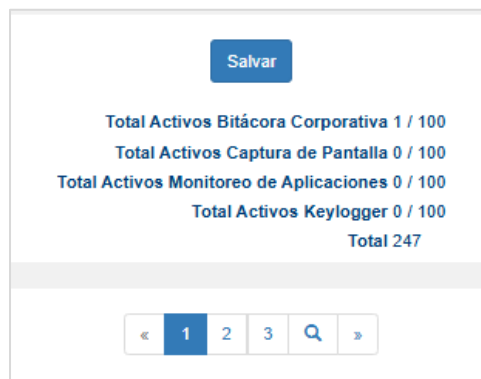 Salvar
Total Activos Bitácora Corporativa 1 / 100
Total Activos Captura de Pantalla 0 / 100
Total Activos Monitoreo de Aplicaciones 0 / 100
Total Activos Keylogger 0 / 100
Total 247
« 1 2 3 »